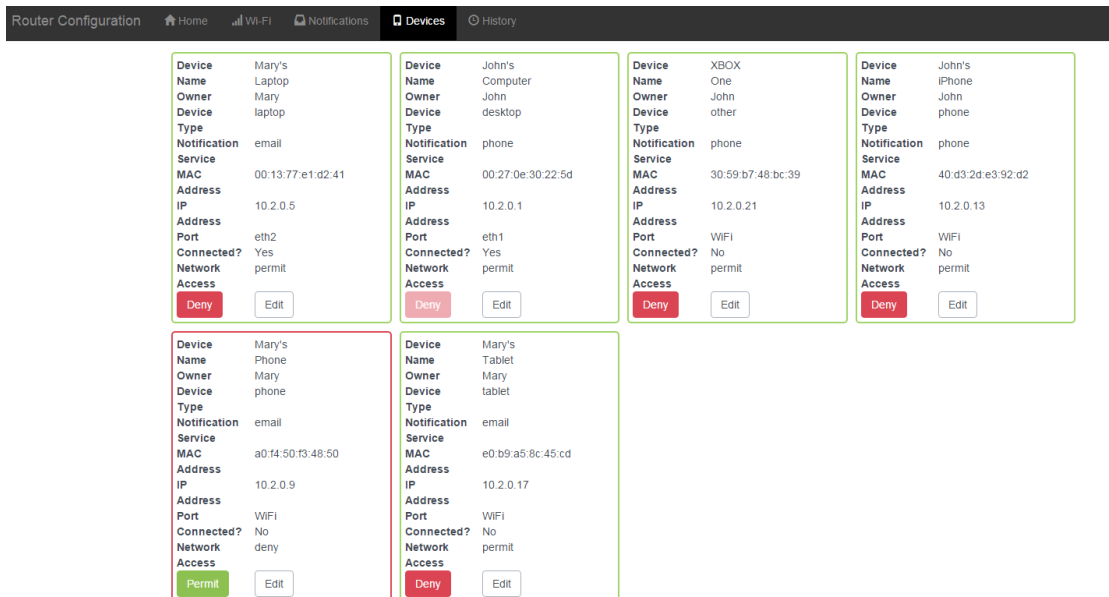 Router Configuration Home Wi-Fi Notifications Devices History
Device Name Mary's Laptop
Owner Mary
Device Type laptop
Notification Service email
MAC Address 00:13:77:e1:d2:41
IP Address 10.2.0.5
Port eth2
Connected? Yes
Network Access permit
Deny Edit
Device Name John's Computer
Owner John
Device Type desktop
Notification Service phone
MAC Address 00:27:0e:30:22:5d
IP Address 10.2.0.1
Port eth1
Connected? Yes
Network Access permit
Deny Edit
Device Name XBOX One
Owner John
Device Type other
Notification Service phone
MAC Address 30:59:b7:48:bc:39
IP Address 10.2.0.21
Port WiFi
Connected? No
Network Access permit
Deny Edit
Device Name John's iPhone
Owner John
Device Type phone
Notification Service phone
MAC Address 40:d3:2d:e3:92:d2
IP Address 10.2.0.13
Port WiFi
Connected? No
Network Access permit
Deny Edit
Device Name Mary's Phone
Owner Mary
Device Type phone
Notification Service email
MAC Address a0:f4:50:f3:48:50
IP Address 10.2.0.9
Port WiFi
Connected? No
Network Access deny
Permit Edit
Device Name Mary's Tablet
Owner Mary
Device Type tablet
Notification Service email
MAC Address e0:b9:a5:8c:45:cd
IP Address 10.2.0.17
Port WiFi
Connected? No
Network Access permit
Deny Edit